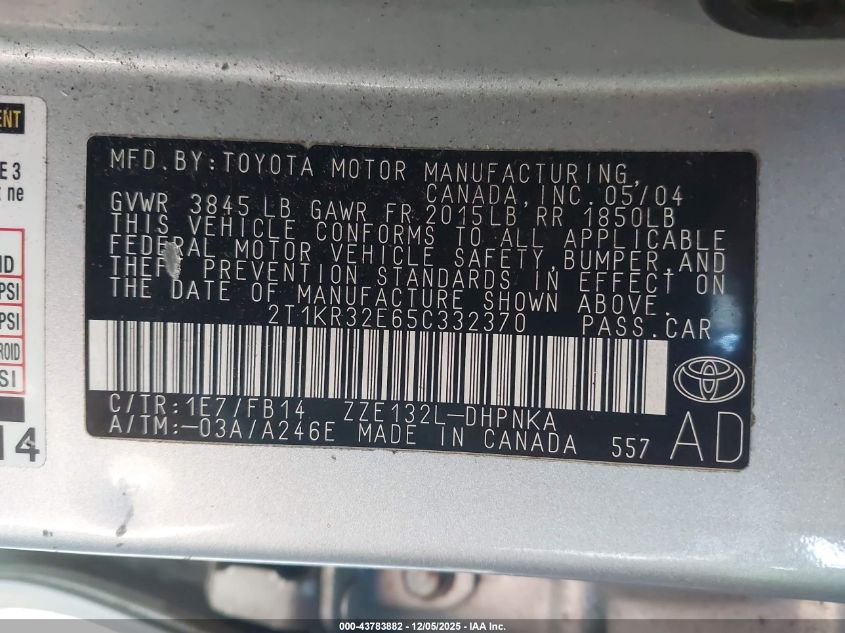 ENT
E 3
t ne
ND
PSI
PSI
ROID
SI
14
MFD.BY:TOYOTA MOTOR MANUFACTURING,
CANADA,INC.05/04
GVWR 3845 LB GAWR FR 2015LB RR 1850LB
THIS VEHICLE CONFORMS TO ALL APPLICABLE
FEDERAL MOTOR VEHICLE SAFETY,BUMPER,AND
THEFT PREVENTION STANDARDS IN EFFECT ON
THE DATE OF MANUFACTURE SHOWN ABOVE.
2T1KR32E65C332370 PASS.CAR
C/TR:1E7/FB14 ZZE132L-DHPNKA
A/TM:-03A/A246E MADE IN CANADA 557 AD
000-43783882 - 12/05/2025 - IAA Inc.